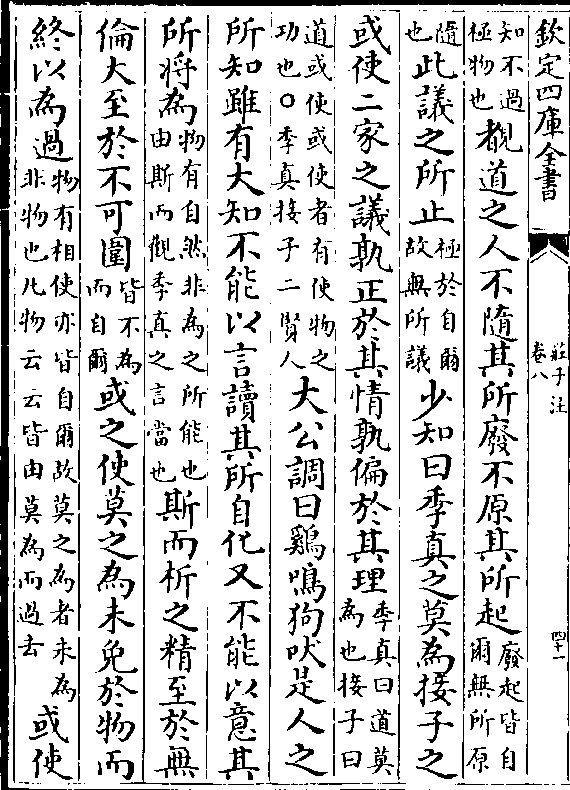 欽定四庫全書
莊子注
卷八
四十一
知不過極物也覩道之人不隨其所廢不原其所起廢起皆自爾無所原
隨也此議之所止極於自爾故無所議少知曰季真之莫為接子之
或使二家之議孰正於其情孰偏於其理季真曰道莫為也接子曰
道或使或使者有使物之功也○季真接子二賢人大公調曰鷄鳴狗吠是人之
所知雖有大知不能以言讀其所自化又不能以意其
所將為物有自然非為之所能也由斯而觀季真之言當也斯而析之精至於無
倫大至於不可圍皆不為而自爾或之使莫之為未免於物而
終以為過物有相使亦皆自爾故莫之為者未為非物也凡物云云皆由莫為而過去或使